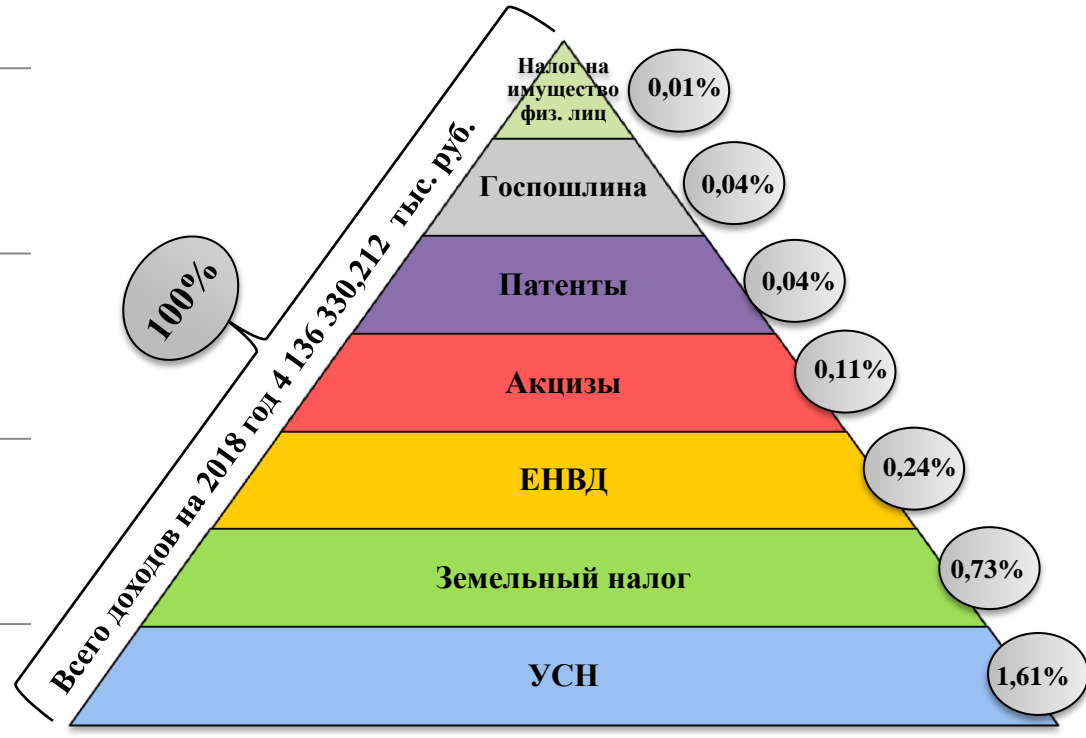 Налог на
имущество
физ. лиц
0,01%
Госпошлина
0,04%
Патенты
0,04%
Акцизы
0,11%
ЕНВД
0,24%
Земельный налог
0,73%
УСН
1,61%
100%
Всего доходов на 2018 год 4 136 330,212 тыс. руб.